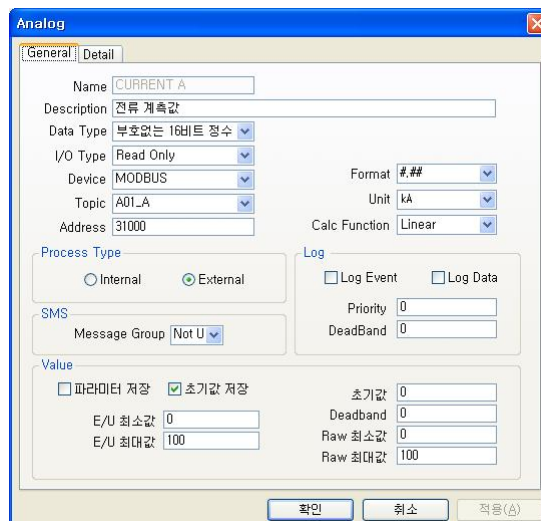 Analog
General Detail
Name CURRENT A
Description 전류 계측값
Data Type 부호없는 16비트 정수
I/O Type Read Only
Device MODBUS Format #,##
Topic A01_A Unit kA
Address 31000 Calc Function Linear
Process Type
Internal External
Log
Log Event Log Data
Priority 0
DeadBand 0
SMS
Message Group Not U
Value
파라미터 저장 초기값 저장
E/U 최소값 0
E/U 최대값 100
초기값 0
Deadband 0
Raw 최소값 0
Raw 최대값 100
확인 취소 적용(A)